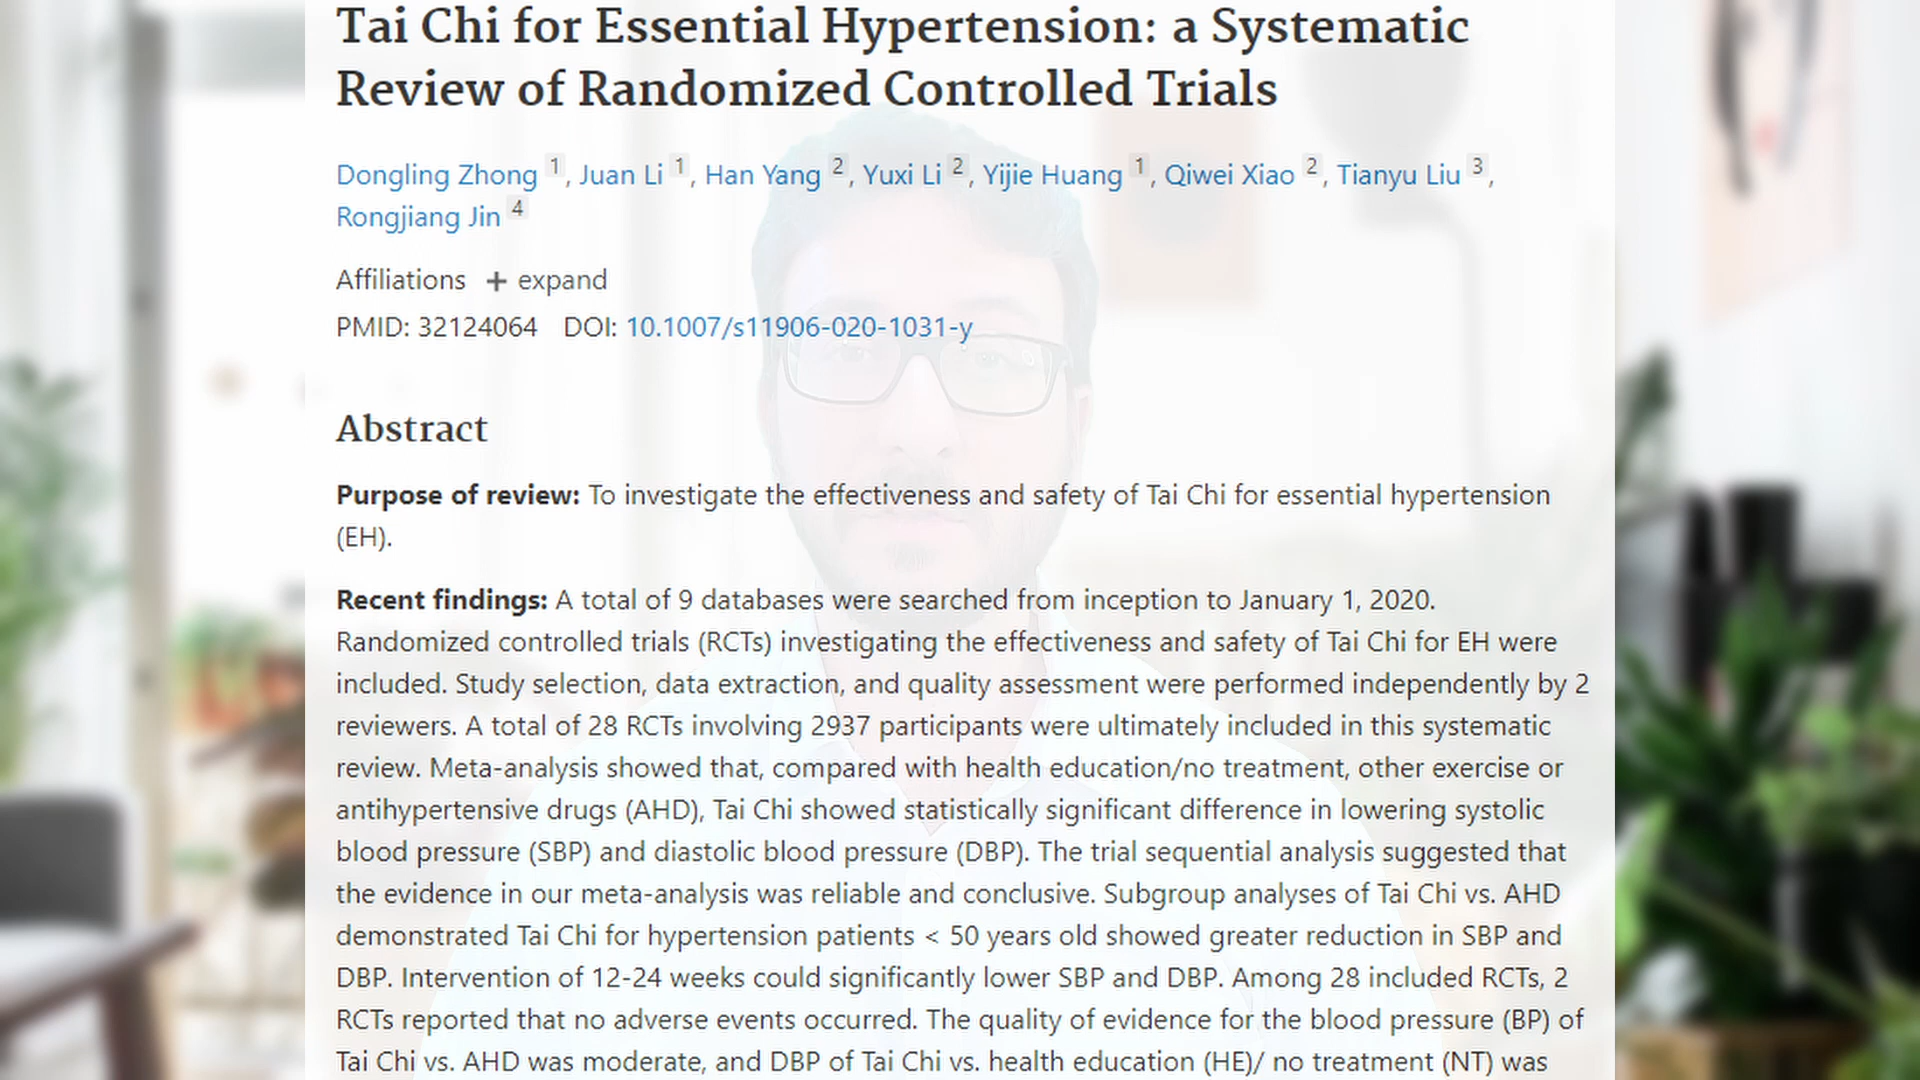 Tai Chi for Essential Hypertension: a Systematic
Review of Randomized Controlled Trials
Dongling Zhong 1, Juan Li 1, Han Yang 2, Yuxi Li 2, Yijie Huang 1, Qiwei Xiao 2, Tianyu Liu 3,
Rongjiang Jin 4
Affiliations + expand
PMID: 32124064 DOI: 10.1007/s11906-020-1031-y
Abstract
Purpose of review: To investigate the effectiveness and safety of Tai Chi for essential hypertension
(EH).
Recent findings: A total of 9 databases were searched from inception to January 1, 2020.
Randomized controlled trials (RCTs) investigating the effectiveness and safety of Tai Chi for EH were
included. Study selection, data extraction, and quality assessment were performed independently by 2
reviewers. A total of 28 RCTs involving 2937 participants were ultimately included in this systematic
review. Meta-analysis showed that, compared with health education/no treatment, other exercise or
antihypertensive drugs (AHD), Tai Chi showed statistically significant difference in lowering systolic
blood pressure (SBP) and diastolic blood pressure (DBP). The trial sequential analysis suggested that
the evidence in our meta-analysis was reliable and conclusive. Subgroup analyses of Tai Chi vs. AHD
demonstrated Tai Chi for hypertension patients < 50 years old showed greater reduction in SBP and
DBP. Intervention of 12-24 weeks could significantly lower SBP and DBP. Among 28 included RCTs, 2
RCTs reported that no adverse events occurred. The quality of evidence for the blood pressure (BP) of
Tai Chi vs. AHD was moderate, and DBP of Tai Chi vs. health education (HE)/ no treatment (NT) was